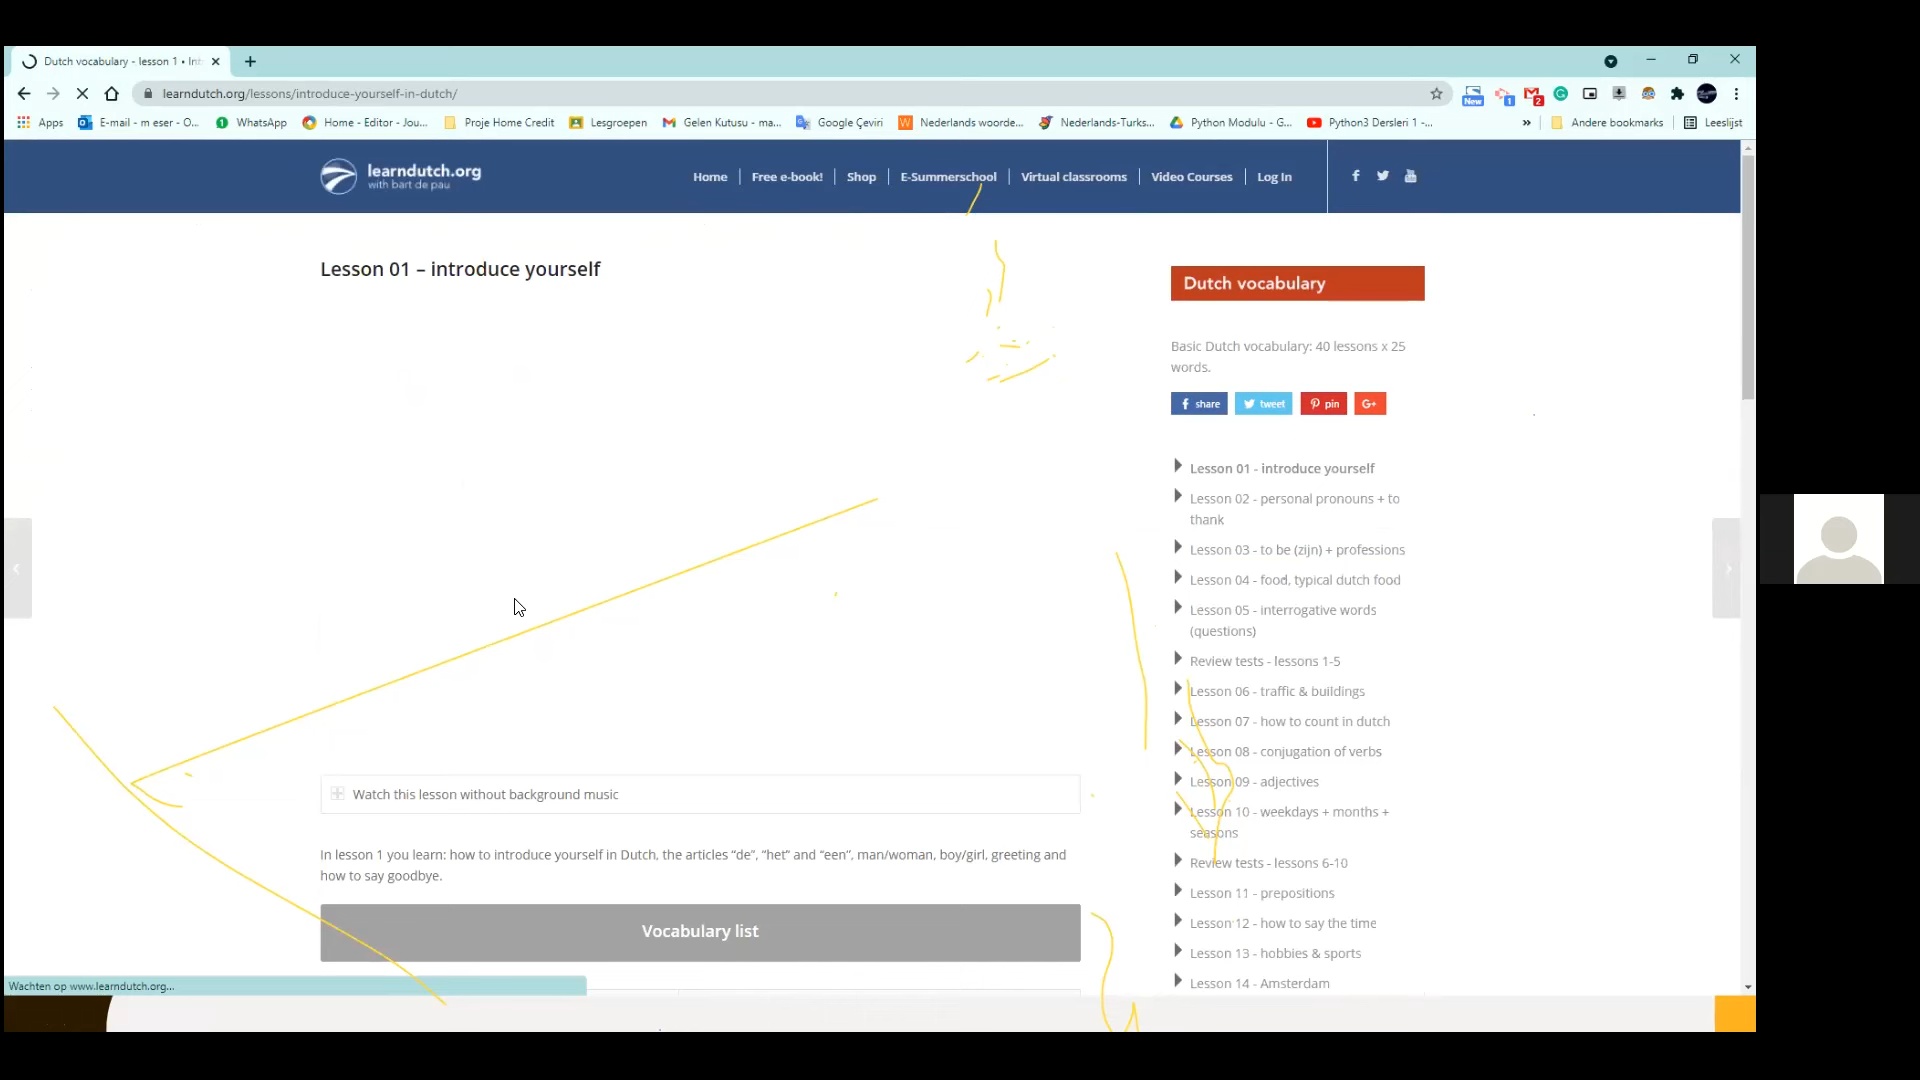 Dutch vocabulary - lesson 1 • Int
learndutch.org/lessons/introduce-yourself-in-dutch/
New
1
2
Apps
E-mail - m eser - O...
1
WhatsApp
Home - Editor - Jou...
Proje Home Credit
Lesgroepen
Gelen Kutusu - ma...
Google Çeviri
Nederlands woorde...
Nederlands-Turks...
Python Modulu - G...
Python3 Dersleri 1 -...
»
Andere bookmarks
Leeslijst
learndutch.org
with bart de pau
Home
Free e-book!
Shop
E-Summerschool
Virtual classrooms
Video Courses
Log In
Lesson 01 – introduce yourself
Watch this lesson without background music
In lesson 1 you learn: how to introduce yourself in Dutch, the articles “de”, “het” and “een”, man/woman, boy/girl, greeting and
how to say goodbye.
Vocabulary list
Dutch vocabulary
Basic Dutch vocabulary: 40 lessons x 25
words.
share
tweet
pin
G+
Lesson 01 - introduce yourself
Lesson 02 - personal pronouns + to
thank
Lesson 03 - to be (zijn) + professions
Lesson 04 - food, typical dutch food
Lesson 05 - interrogative words
(questions)
Review tests - lessons 1-5
Lesson 06 - traffic & buildings
Lesson 07 - how to count in dutch
Lesson 08 - conjugation of verbs
Lesson 09 - adjectives
Lesson 10 - weekdays + months +
seasons
Review tests - lessons 6-10
Lesson 11 - prepositions
Lesson 12 - how to say the time
Lesson 13 - hobbies & sports
Lesson 14 - Amsterdam
Wachten op www.learndutch.org...